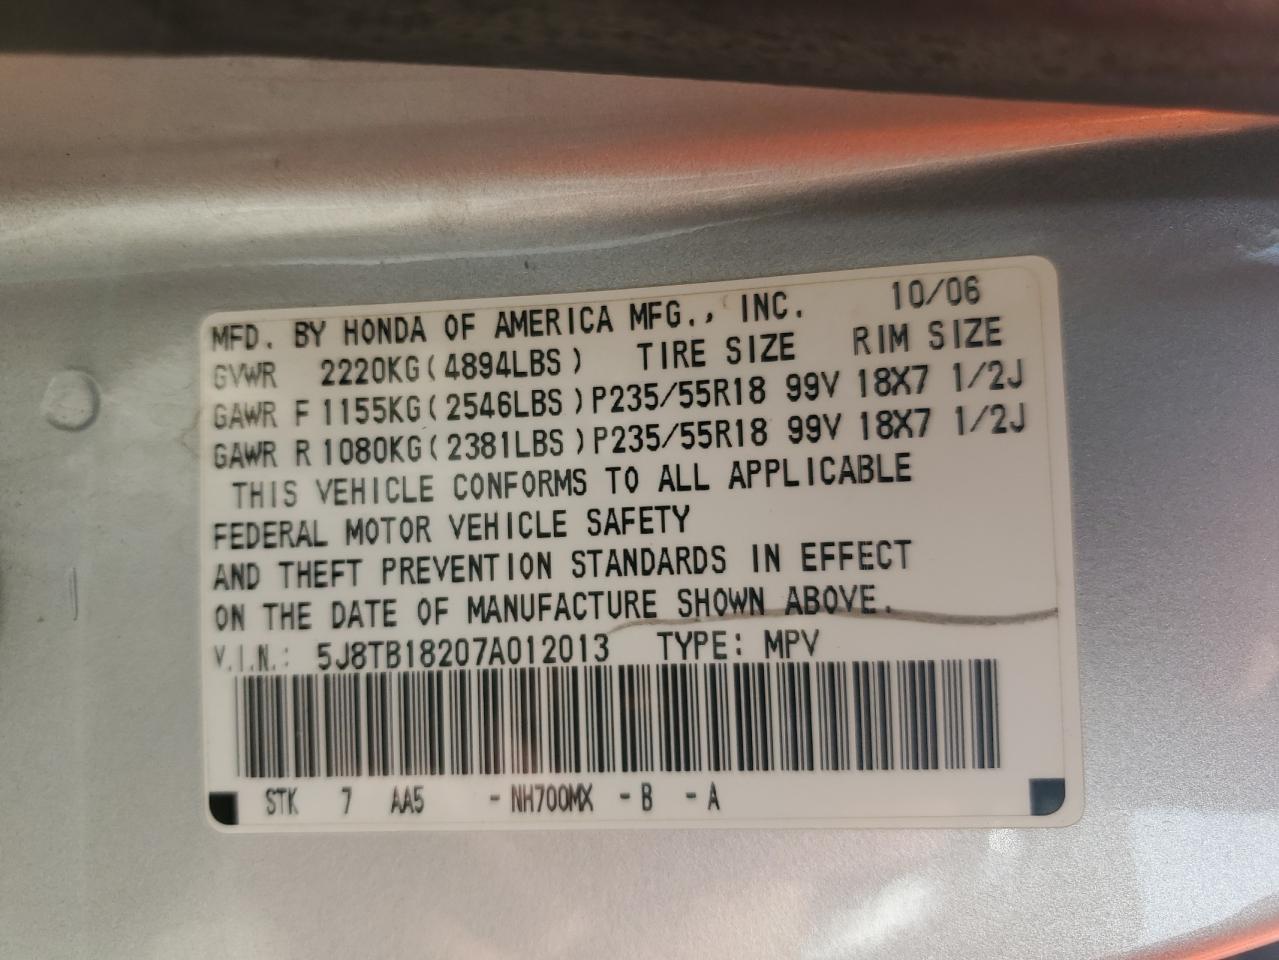 MFD. BY HONDA OF AMERICA MFG., INC. 10/06
GVWR 2220KG(4894LBS) TIRE SIZE RIM SIZE
GAWR F 1155KG(2546LBS)P235/55R18 99V 18X7 1/2J
GAWR R 1080KG(2381LBS)P235/55R18 99V 18X7 1/2J
THIS VEHICLE CONFORMS TO ALL APPLICABLE
FEDERAL MOTOR VEHICLE SAFETY
AND THEFT PREVENTION STANDARDS IN EFFECT
ON THE DATE OF MANUFACTURE SHOWN ABOVE.
V.I.N.: 5J8TB18207A012013 TYPE: MPV
STK 7 AA5 - NH700MX - B - A